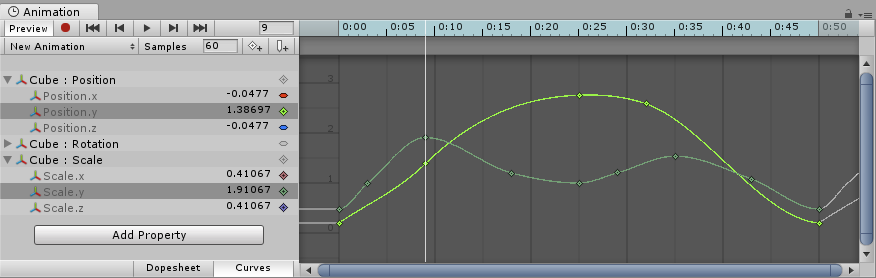 Animation
Preview 9 0:00 0:05 0:10 0:15 0:20 0:25 0:30 0:35 0:40 0:45 0:50
New Animation Samples 60
Cube : Position
Position.x -0.0477
Position.y 1.38697
Position.z -0.0477
Cube : Rotation
Cube : Scale
Scale.x 0.41067
Scale.y 1.91067
Scale.z 0.41067
Add Property
3
2
1
0
Dopesheet Curves